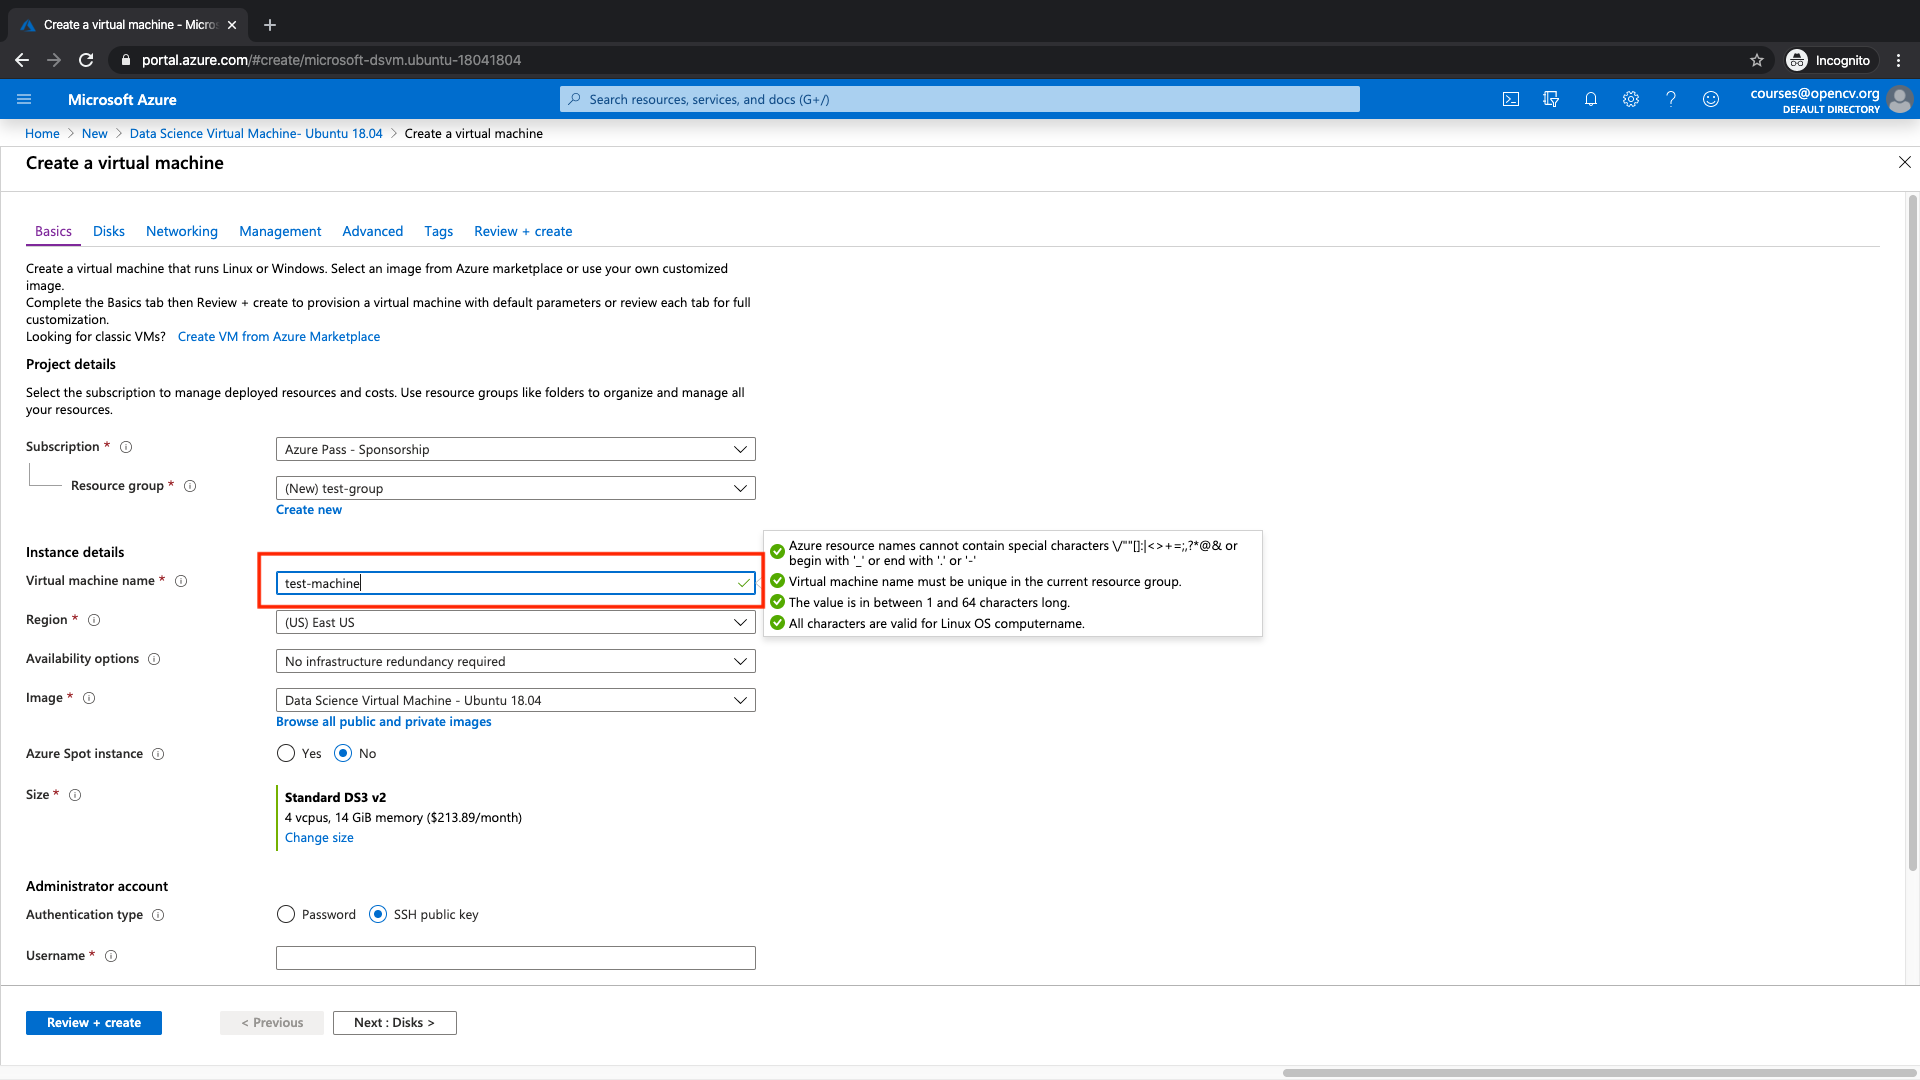 Create a virtual machine - Micros
portal.azure.com/#create/microsoft-dsvm.ubuntu-18041804
Incognito
Microsoft Azure
Search resources, services, and docs (G+/)
courses@opencv.org
DEFAULT DIRECTORY
Home > New > Data Science Virtual Machine- Ubuntu 18.04 > Create a virtual machine
Create a virtual machine
Basics Disks Networking Management Advanced Tags Review + create
Create a virtual machine that runs Linux or Windows. Select an image from Azure marketplace or use your own customized
image.
Complete the Basics tab then Review + create to provision a virtual machine with default parameters or review each tab for full
customization.
Looking for classic VMs? Create VM from Azure Marketplace
Project details
Select the subscription to manage deployed resources and costs. Use resource groups like folders to organize and manage all
your resources.
Subscription *
Azure Pass - Sponsorship
Resource group *
(New) test-group
Create new
Instance details
Virtual machine name *
test-machine
Azure resource names cannot contain special characters \/""[]:|<>+=;,?*@& or
begin with '_' or end with '.' or '-'
Virtual machine name must be unique in the current resource group.
The value is in between 1 and 64 characters long.
All characters are valid for Linux OS computername.
Region *
(US) East US
Availability options
No infrastructure redundancy required
Image *
Data Science Virtual Machine - Ubuntu 18.04
Browse all public and private images
Azure Spot instance
Yes No
Size *
Standard DS3 v2
4 vcpus, 14 GiB memory ($213.89/month)
Change size
Administrator account
Authentication type
Password SSH public key
Username *
Review + create
< Previous
Next : Disks >